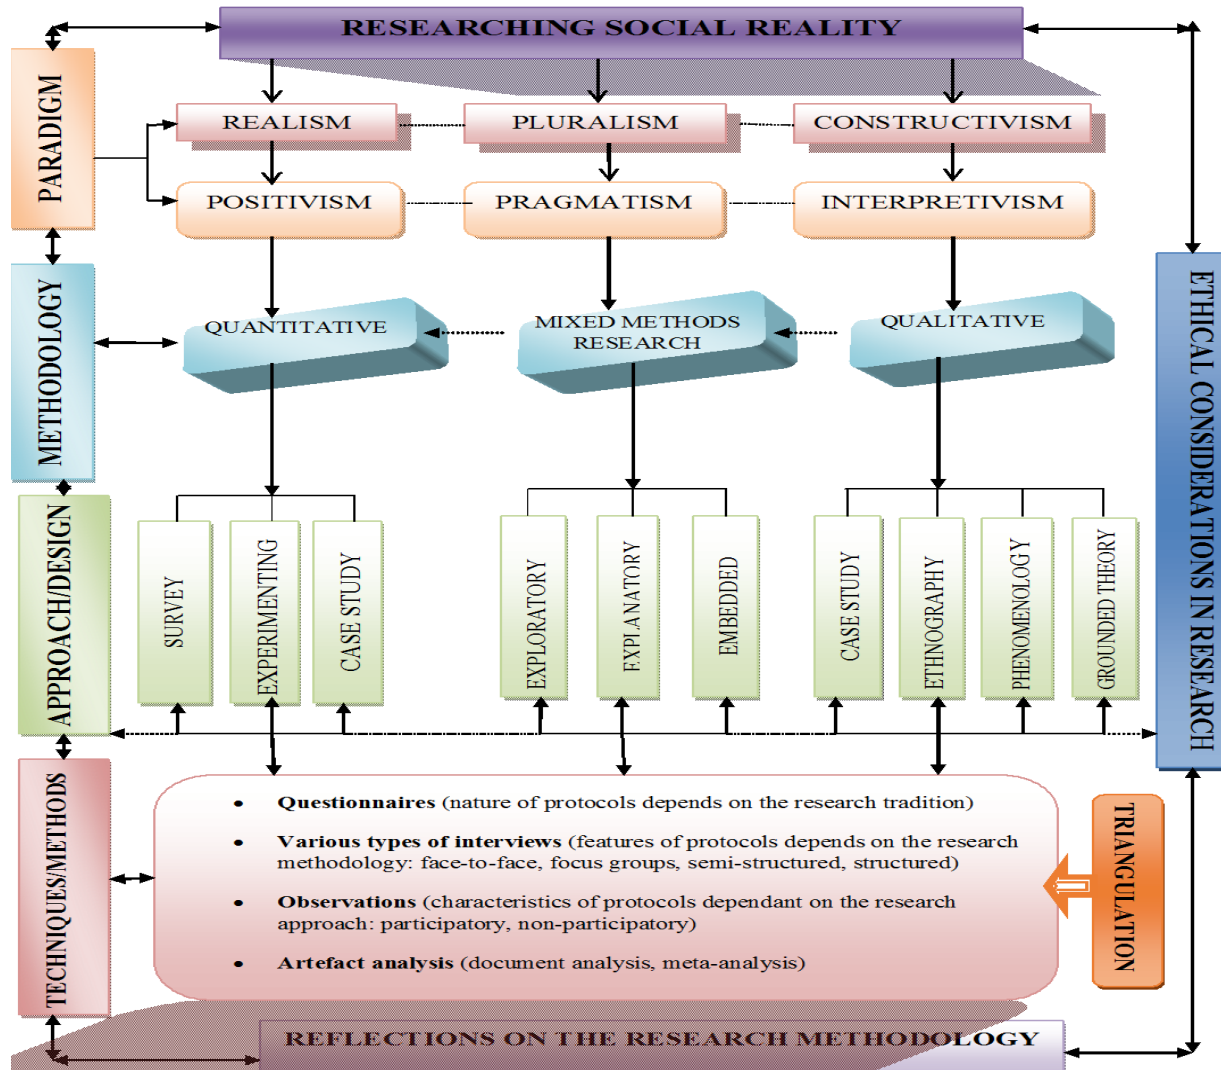 RESEARCHING SOCIAL REALITY
PARADIGM
REALISM
PLURALISM
CONSTRUCTIVISM
POSITIVISM
PRAGMATISM
INTERPRETIVISM
METHODOLOGY
QUANTITATIVE
MIXED METHODS
RESEARCH
QUALITATIVE
ETHICAL CONSIDERATIONS IN RESEARCH
APPROACH/DESIGN
SURVEY
EXPERIMENTING
CASE STUDY
EXPLORATORY
EXPLANATORY
EMBEDDED
CASE STUDY
ETHNOGRAPHY
PHENOMENOLOGY
GROUNDED THEORY
TECHNIQUES/METHODS
• Questionnaires (nature of protocols depends on the research tradition)
• Various types of interviews (features of protocols depends on the research
methodology: face-to-face, focus groups, semi-structured, structured)
• Observations (characteristics of protocols dependant on the research
approach: participatory, non-participatory)
• Artefact analysis (document analysis, meta-analysis)
TRIANGULATION
REFLECTIONS ON THE RESEARCH METHODOLOGY